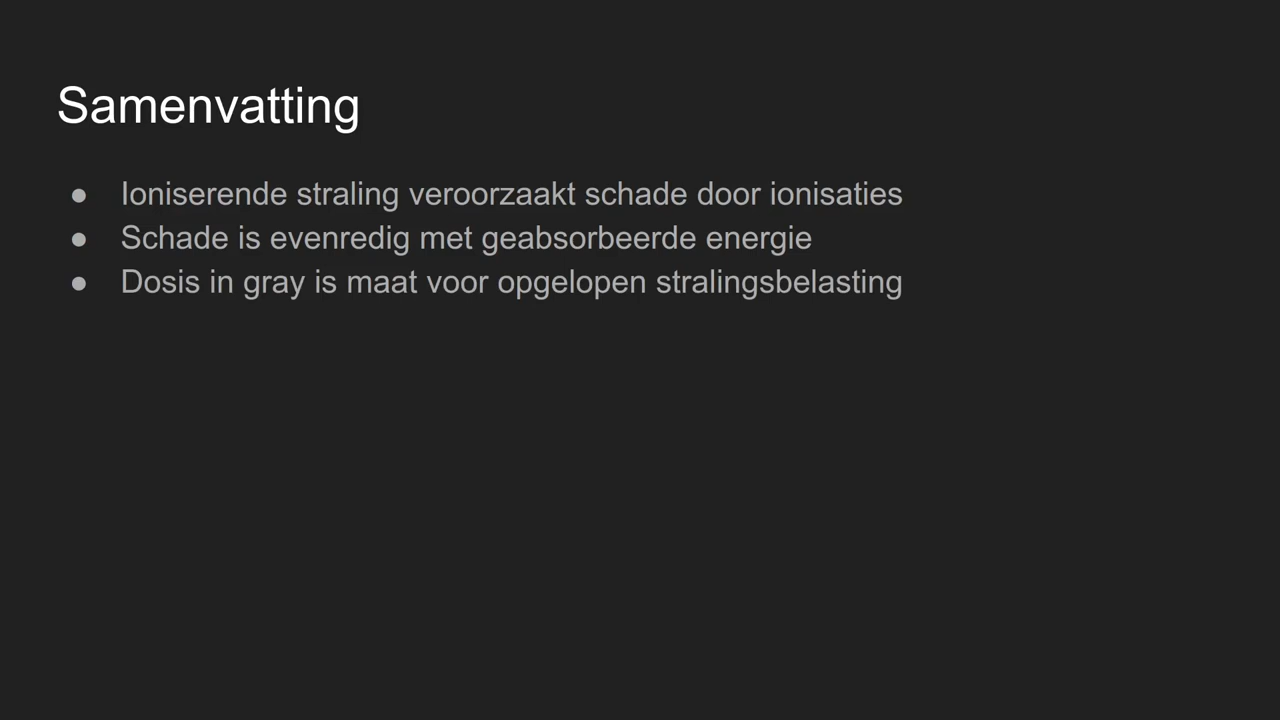 Samenvatting
● Ioniserende straling veroorzaakt schade door ionisaties
● Schade is evenredig met geabsorbeerde energie
● Dosis in gray is maat voor opgelopen stralingsbelasting